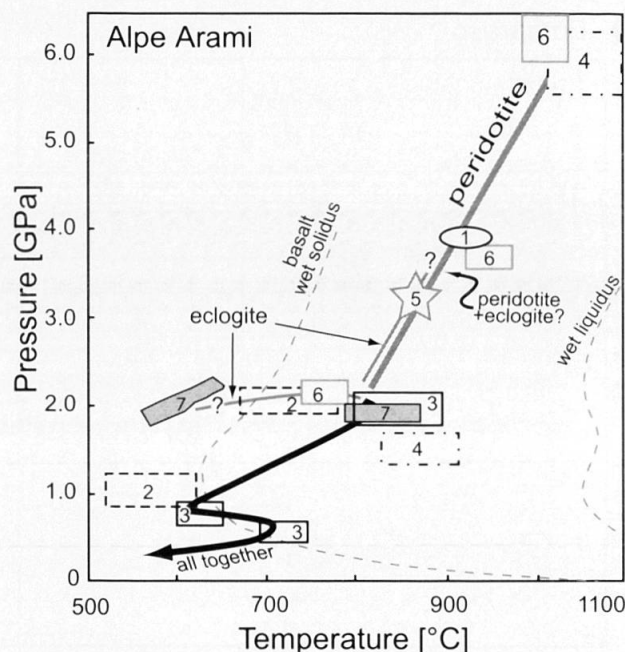 Alpe Arami
6.0
5.0
4.0
3.0
2.0
1.0
0
Pressure [GPa]
6
4
peridotite
1
6
?
5
peridotite
+eclogite?
basalt
wet solidus
wet liquidus
eclogite
7
?
2
6
3
7
4
2
3
3
all together
500
700
900
1100
Temperature [°C]